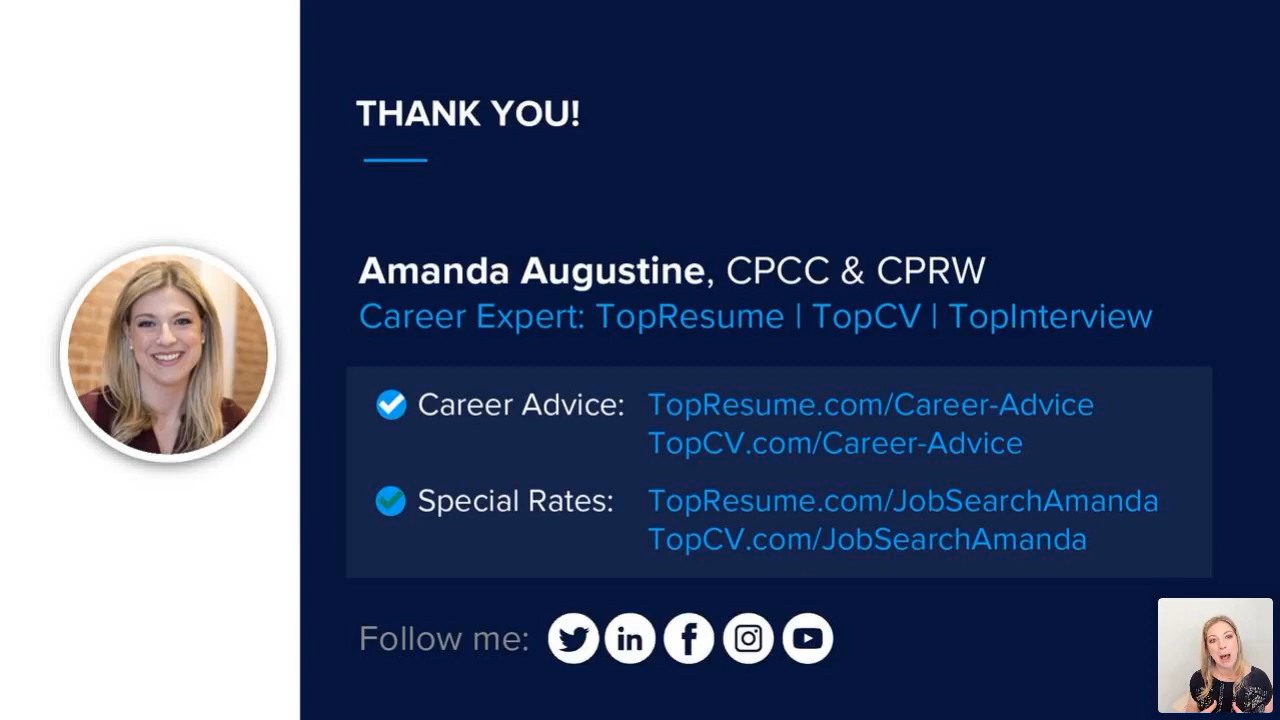 THANK YOU!
Amanda Augustine, CPCC & CPRW
Career Expert: TopResume | TopCV | TopInterview
Career Advice: TopResume.com/Career-Advice
TopCV.com/Career-Advice
Special Rates: TopResume.com/JobSearchAmanda
TopCV.com/JobSearchAmanda
Follow me: in f